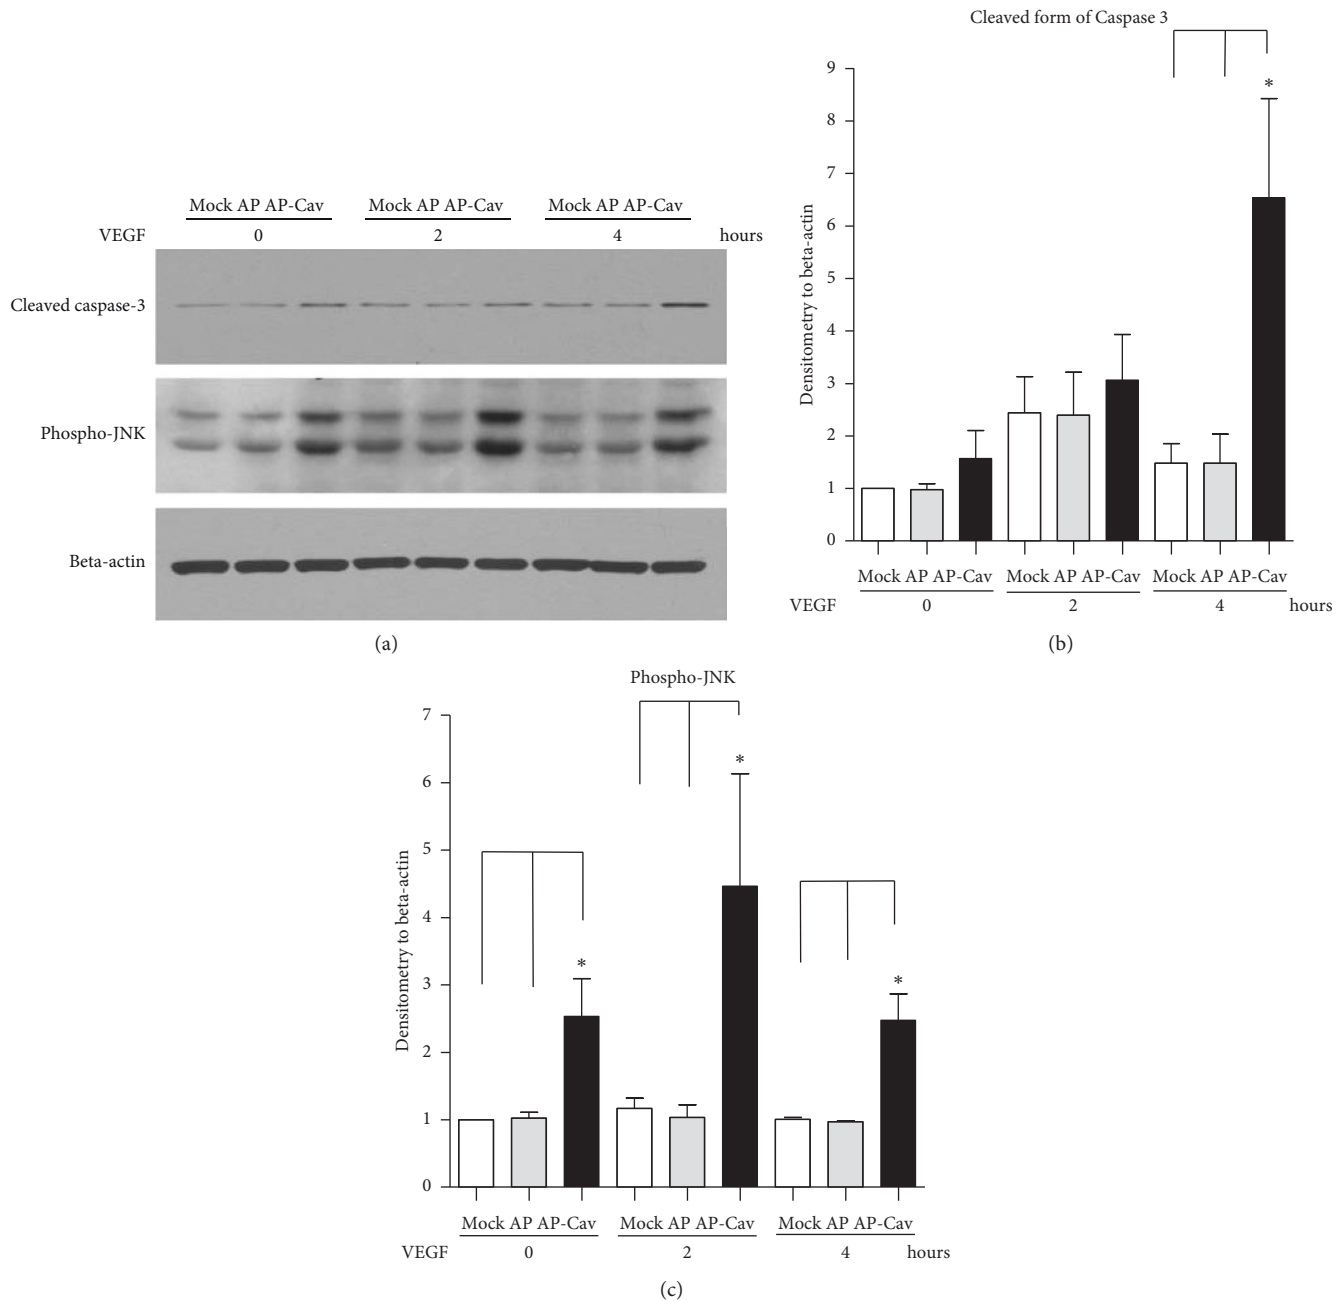 Mock AP AP-Cav Mock AP AP-Cav Mock AP AP-Cav
VEGF 0 2 4 hours
Cleaved caspase-3
Phospho-JNK
Beta-actin
(a)
Cleaved form of Caspase 3
*
9
8
7
6
5
4
3
2
1
0
Densitometry to beta-actin
Mock AP AP-Cav Mock AP AP-Cav Mock AP AP-Cav
VEGF 0 2 4 hours
(b)
Phospho-JNK
7
6
5
4
3
2
1
0
Densitometry to beta-actin
*
*
*
Mock AP AP-Cav Mock AP AP-Cav Mock AP AP-Cav
VEGF 0 2 4 hours
(c)